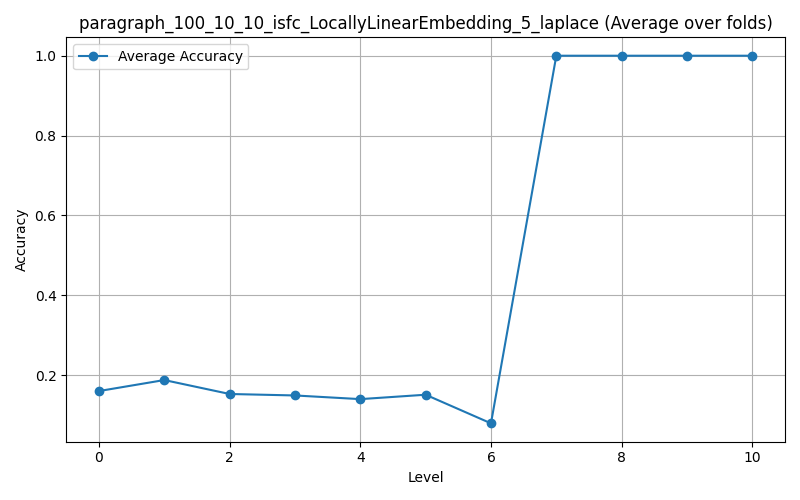 paragraph_100_10_10_isfc_LocallyLinearEmbedding_5_laplace (Average over folds)
Average Accuracy
1.0
0.8
0.6
0.4
0.2
Accuracy
0 2 4 6 8 10
Level